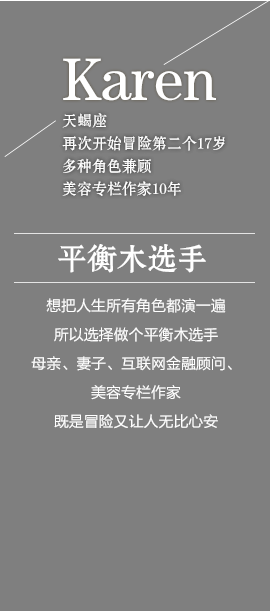 Karen
天蝎座
再次开始冒险第二个17岁
多种角色兼顾
美容专栏作家10年
平衡木选手
想把人生所有角色都演一遍
所以选择做个平衡木选手
母亲、妻子、互联网金融顾问、
美容专栏作家
既是冒险又让人无比心安